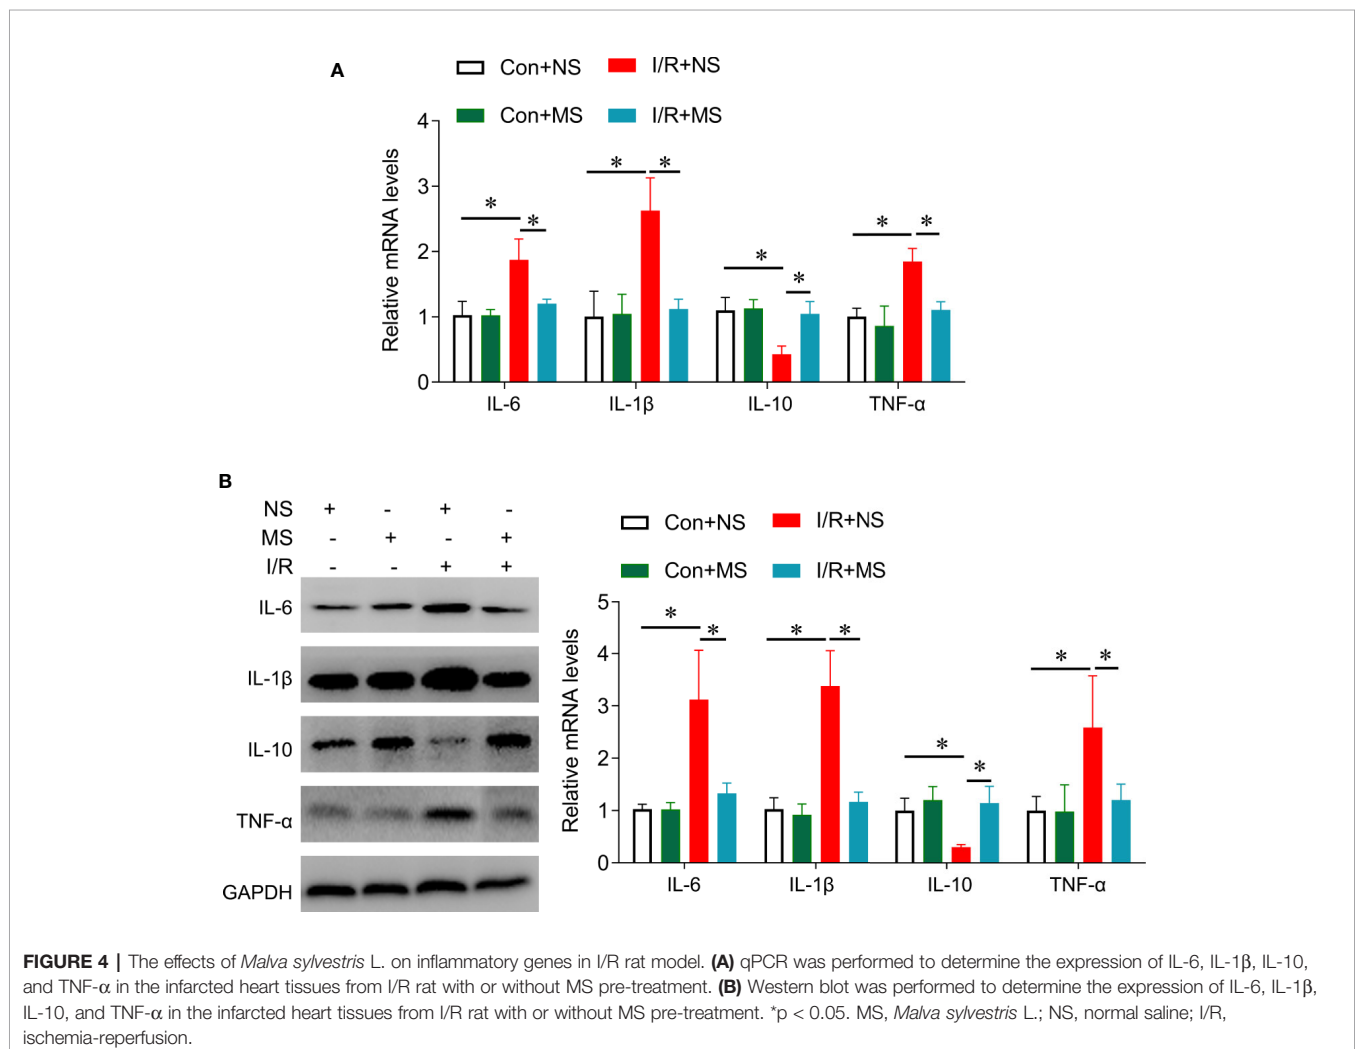 A
Con+NS I/R+NS
Con+MS I/R+MS
Relative mRNA levels
4
3
2
1
0
* * * * * * * *
IL-6 IL-1β IL-10 TNF-α
B
NS + - + -
MS - + - +
I/R - - + +
IL-6
IL-1β
IL-10
TNF-α
GAPDH
Con+NS I/R+NS
Con+MS I/R+MS
Relative mRNA levels
5
4
3
2
1
0
* * * * * * * *
IL-6 IL-1β IL-10 TNF-α
FIGURE 4 | The effects of Malva sylvestris L. on inflammatory genes in I/R rat model. (A) qPCR was performed to determine the expression of IL-6, IL-1β, IL-10,
and TNF-α in the infarcted heart tissues from I/R rat with or without MS pre-treatment. (B) Western blot was performed to determine the expression of IL-6, IL-1β,
IL-10, and TNF-α in the infarcted heart tissues from I/R rat with or without MS pre-treatment. *p < 0.05. MS, Malva sylvestris L.; NS, normal saline; I/R,
ischemia-reperfusion.